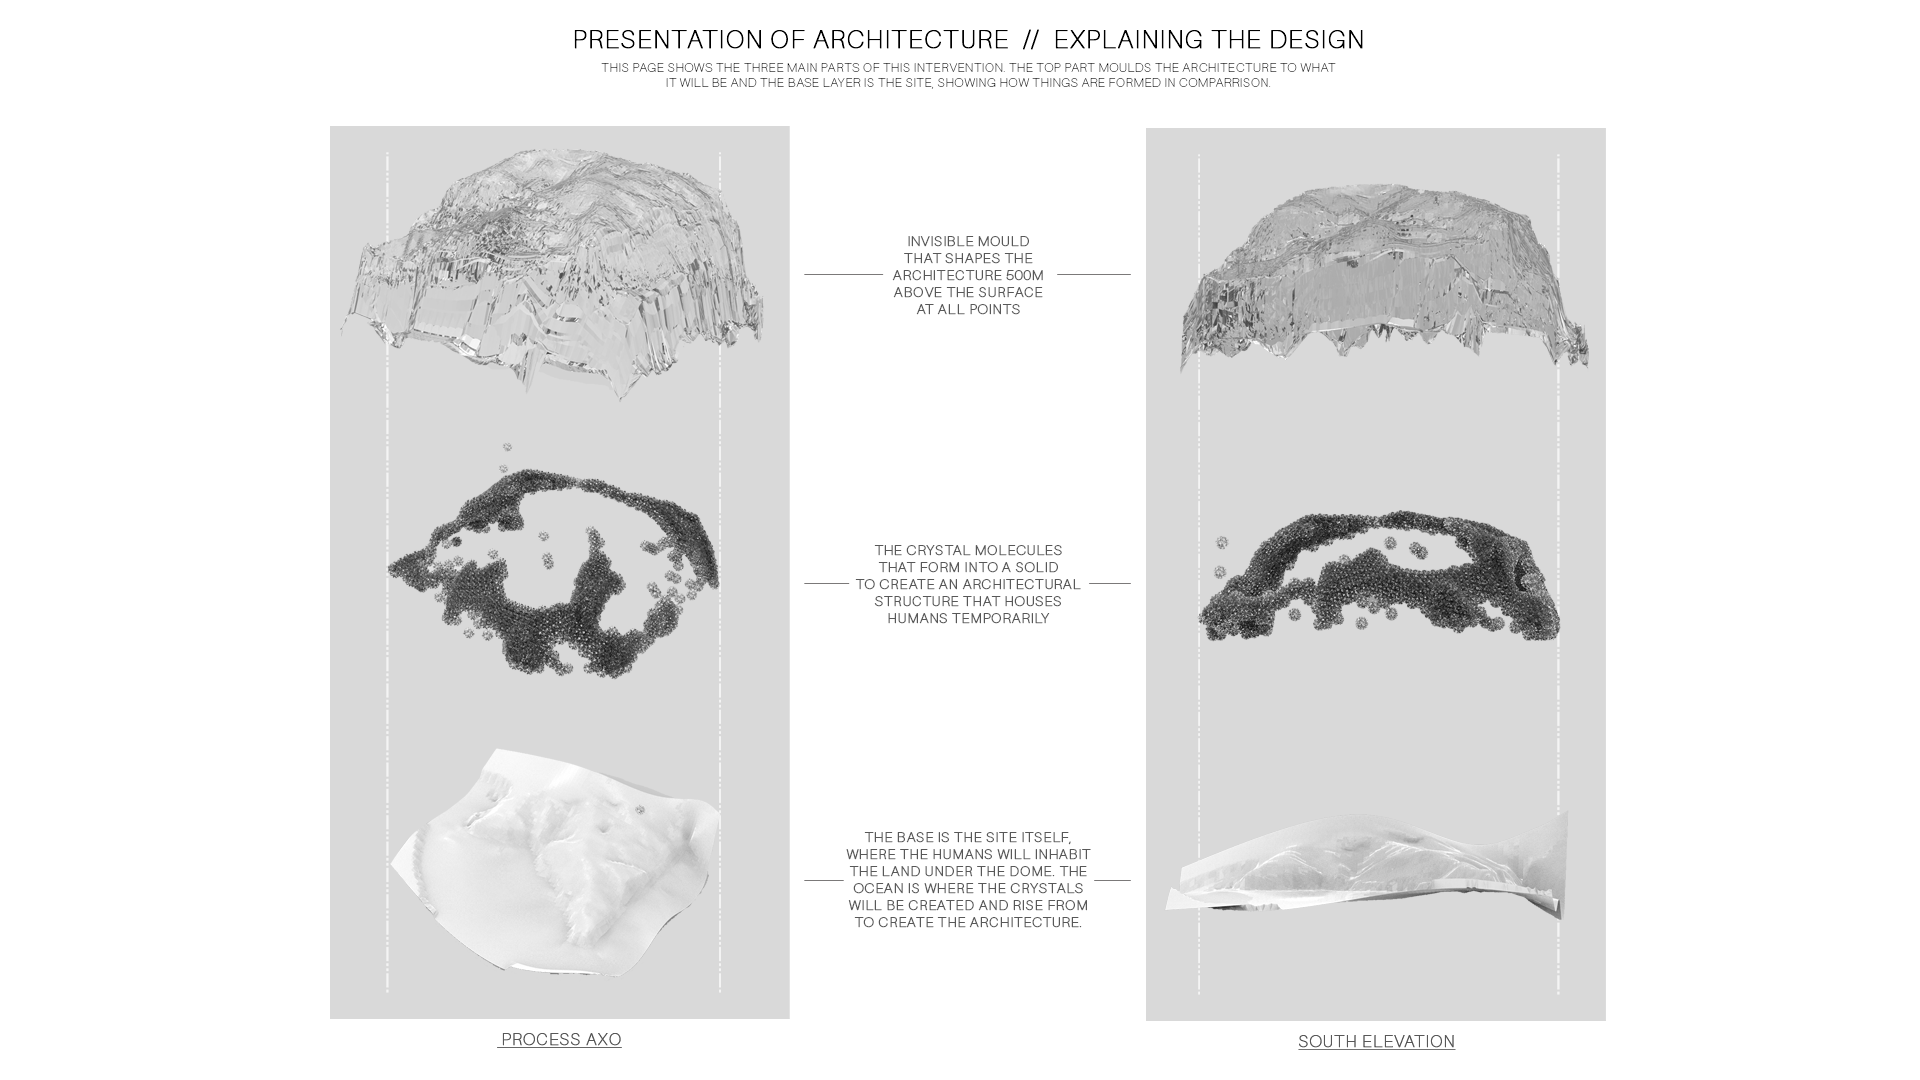 PRESENTATION OF ARCHITECTURE // EXPLAINING THE DESIGN
THIS PAGE SHOWS THE THREE MAIN PARTS OF THIS INTERVENTION. THE TOP PART MOULDS THE ARCHITECTURE TO WHAT
IT WILL BE AND THE BASE LAYER IS THE SITE, SHOWING HOW THINGS ARE FORMED IN COMPARRISON.
INVISIBLE MOULD
THAT SHAPES THE
ARCHITECTURE 500M
ABOVE THE SURFACE
AT ALL POINTS
THE CRYSTAL MOLECULES
THAT FORM INTO A SOLID
TO CREATE AN ARCHITECTURAL
STRUCTURE THAT HOUSES
HUMANS TEMPORARILY
THE BASE IS THE SITE ITSELF,
WHERE THE HUMANS WILL INHABIT
THE LAND UNDER THE DOME. THE
OCEAN IS WHERE THE CRYSTALS
WILL BE CREATED AND RISE FROM
TO CREATE THE ARCHITECTURE.
PROCESS AXO
SOUTH ELEVATION